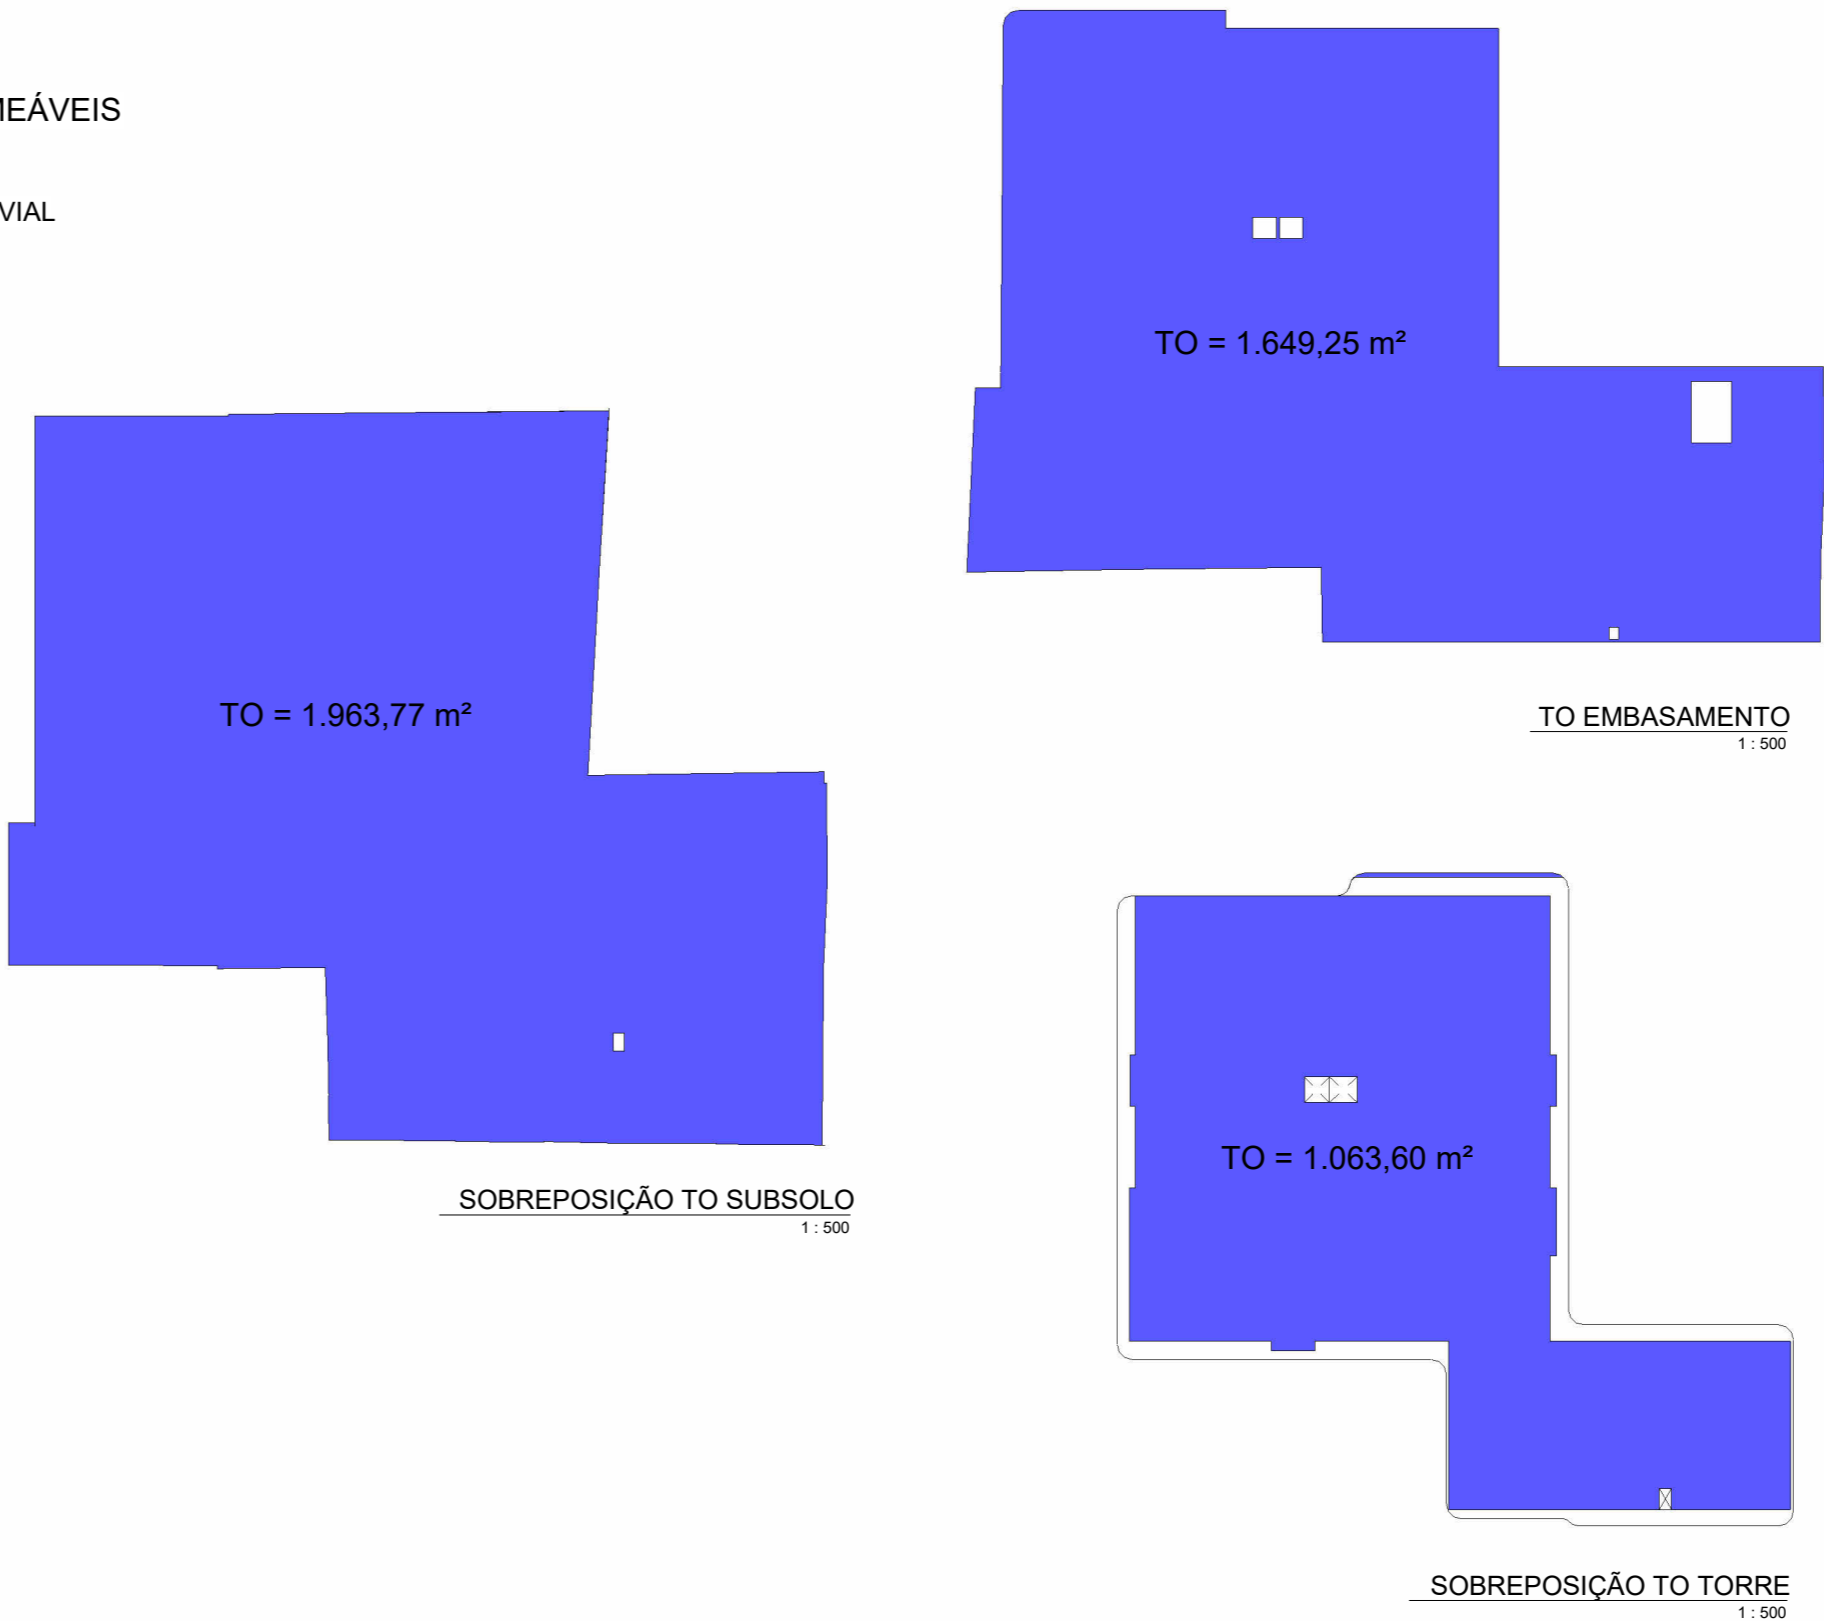 MEÁVEIS
VIAL
TO = 1.649,25 m²
TO EMBASAMENTO
1 : 500
TO = 1.963,77 m²
SOBREPOSIÇÃO TO SUBSOLO
1 : 500
TO = 1.063,60 m²
SOBREPOSIÇÃO TO TORRE
1 : 500